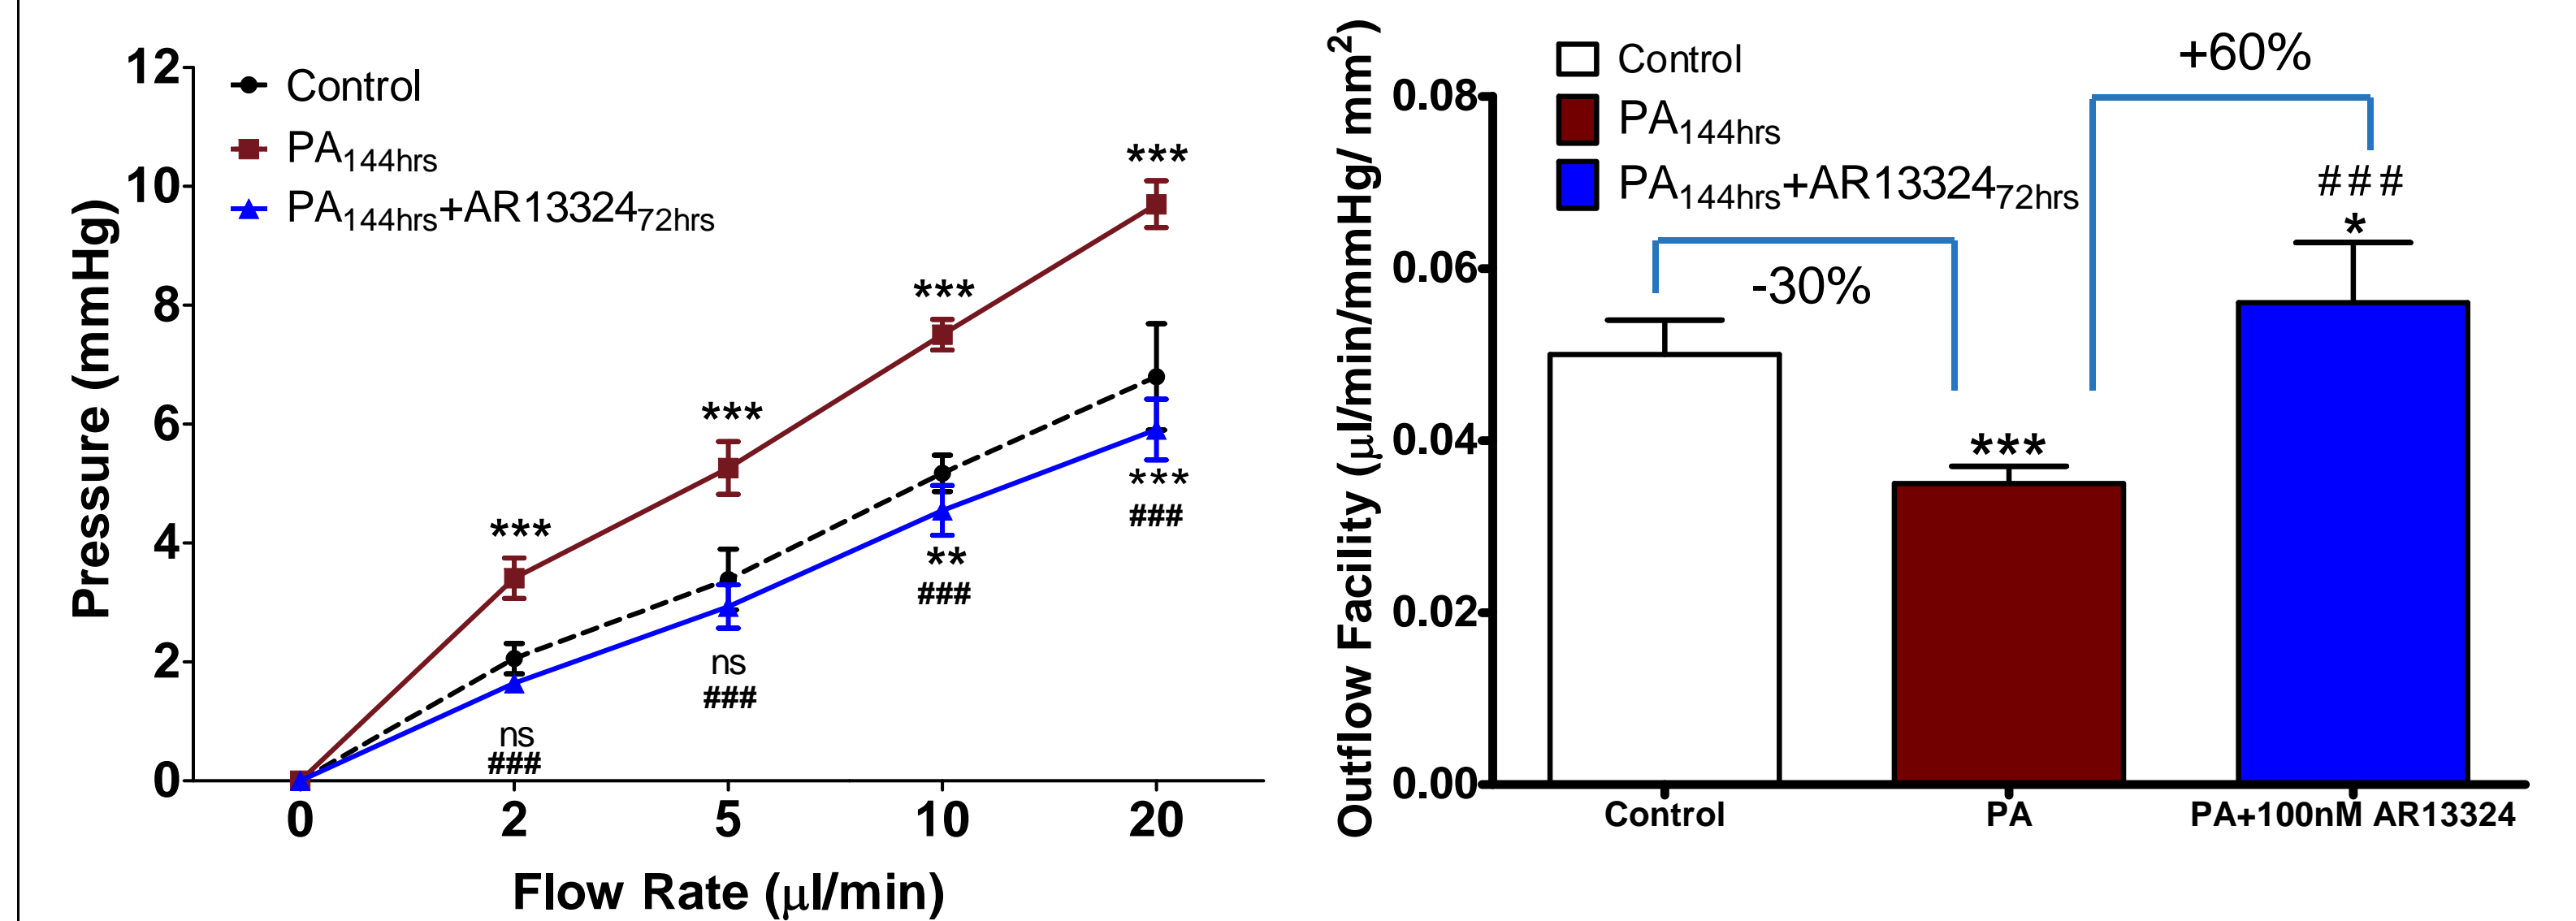 12
10
8
6
4
2
0
Pressure (mmHg)
Control
PA144hrs
PA144hrs+AR1332472hrs
***
***
***
***
***
###
**
###
ns
###
ns
###
0 2 5 10 20
Flow Rate (μl/min)
Outflow Facility (μl/min/mmHg/ mm2)
0.08
0.06
0.04
0.02
0.00
Control
PA144hrs
PA144hrs+AR1332472hrs
+60%
-30%
###
*
***
Control PA PA+100nM AR13324